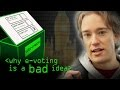 <why e-voting
is a bad idea>